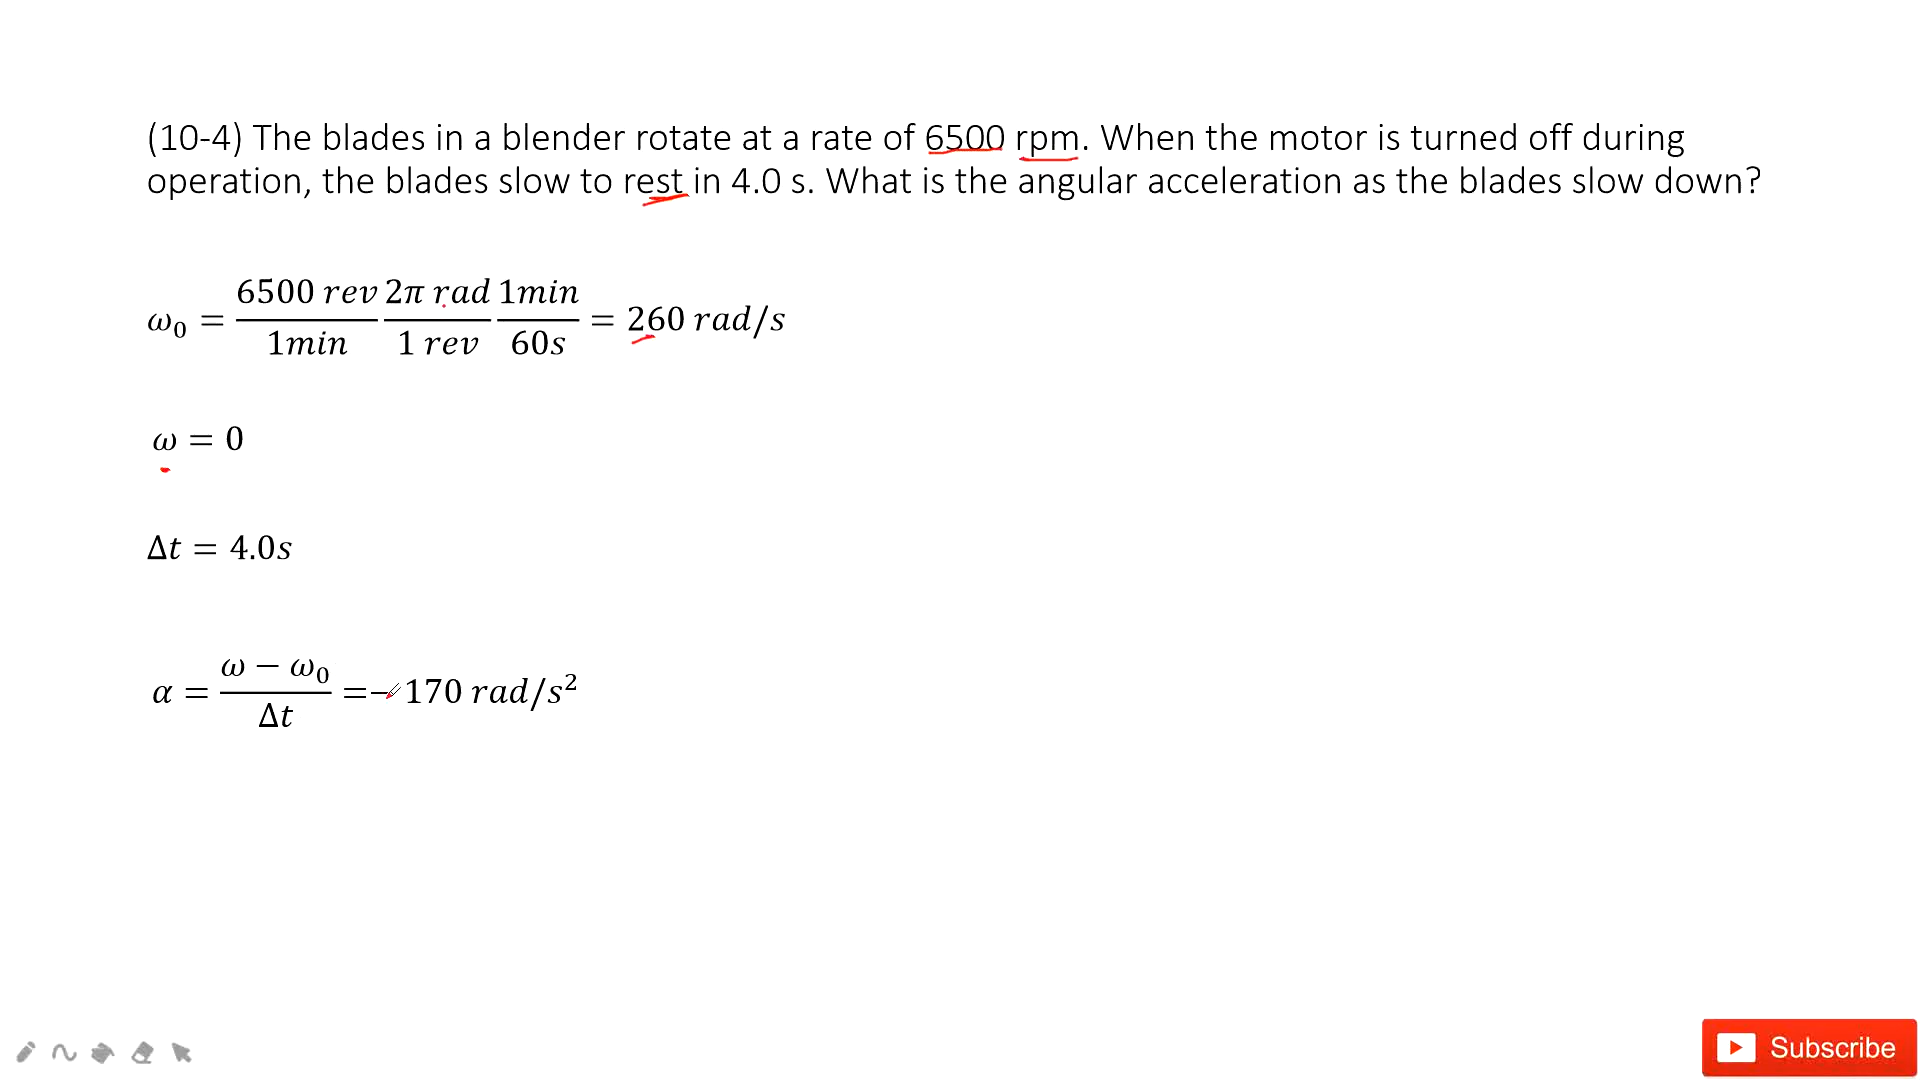 (10-4) The blades in a blender rotate at a rate of 6500 rpm. When the motor is turned off during
operation, the blades slow to rest in 4.0 s. What is the angular acceleration as the blades slow down?
ω₀ = 6500 rev/1min 2π rad/1 rev 1min/60s = 260 rad/s
ω = 0
Δt = 4.0s
α = ω − ω₀/Δt =− 170 rad/s²
Subscribe